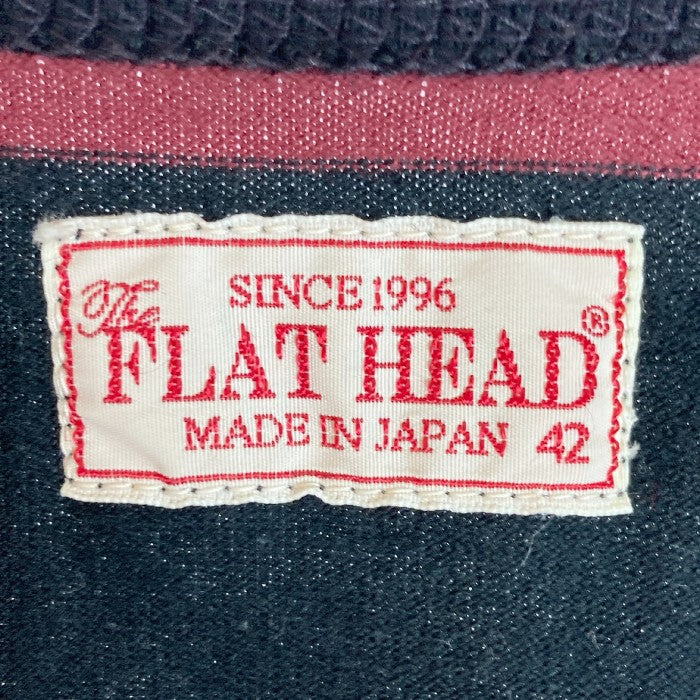 SINCE 1996
The
FLAT HEAD®
MADE IN JAPAN 42